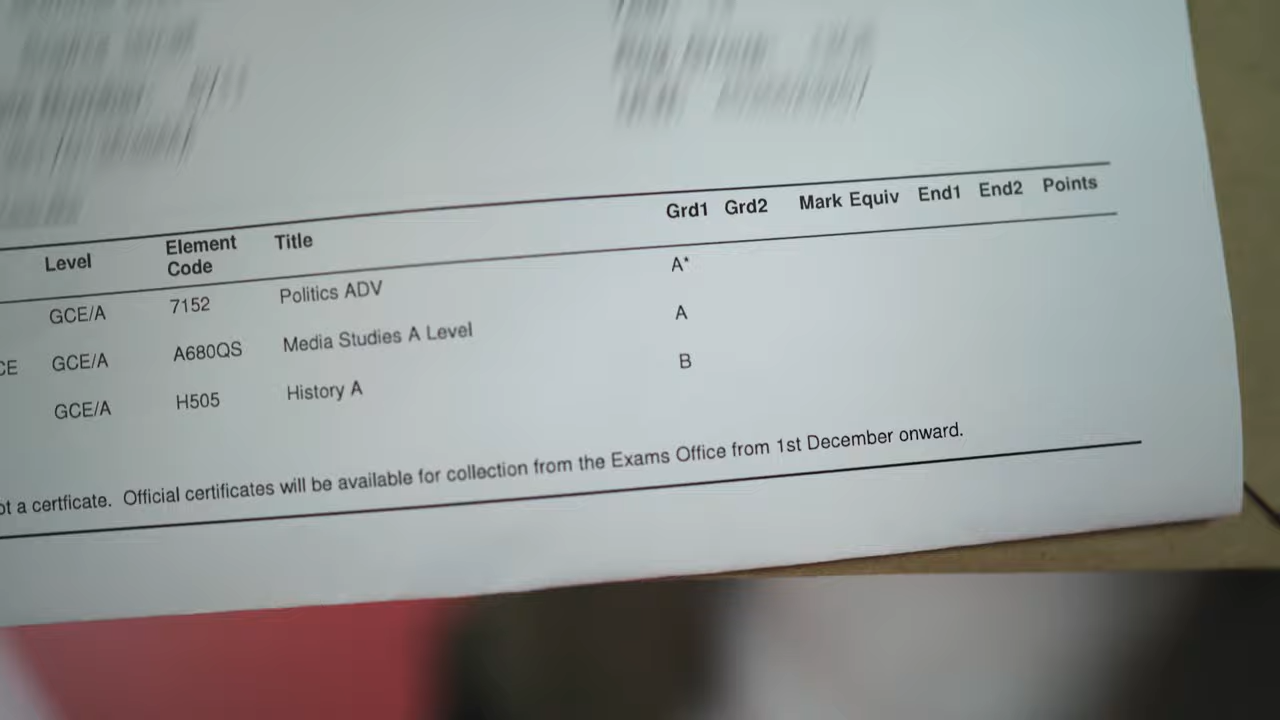 Level Element Code Title Grd1 Grd2 Mark Equiv End1 End2 Points
GCE/A 7152 Politics ADV A*
CE GCE/A A680QS Media Studies A Level A
GCE/A H505 History A B
ot a certficate. Official certificates will be available for collection from the Exams Office from 1st December onward.